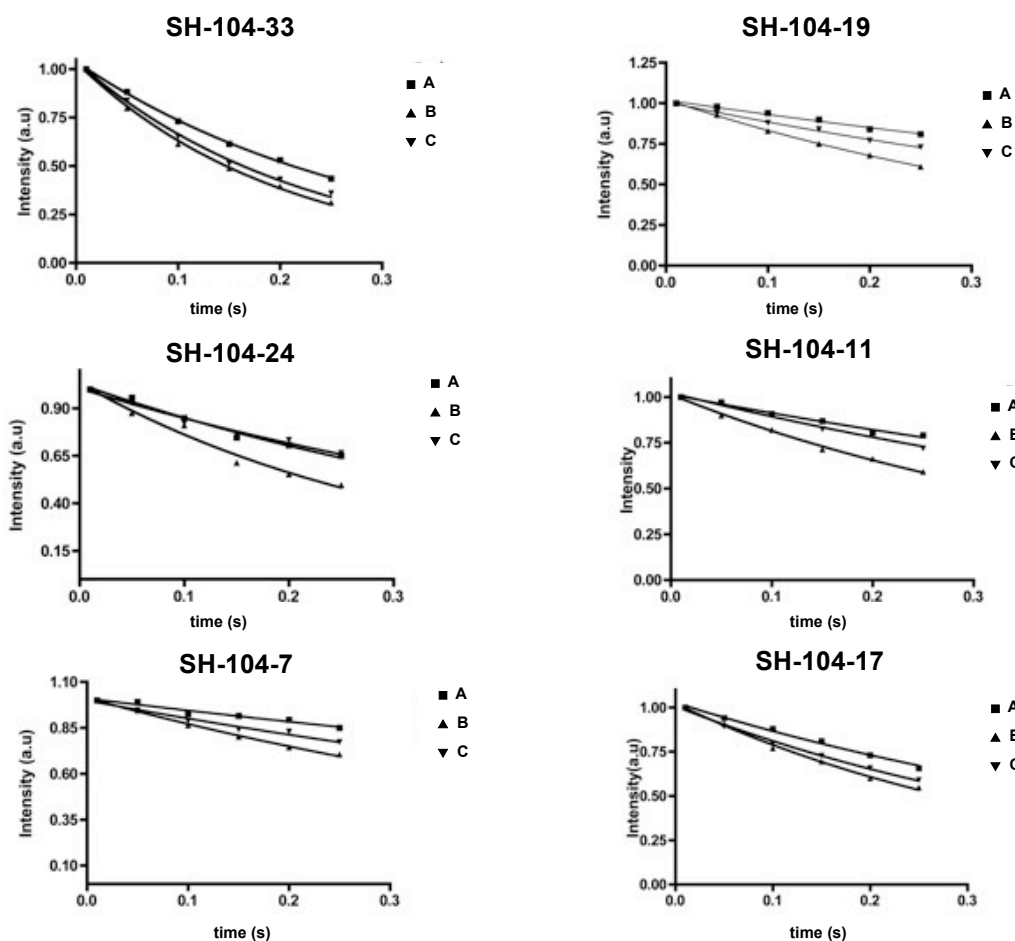 SH-104-33
Intensity (a.u)
1.00
0.75
0.50
0.25
0.00
0.0 0.1 0.2 0.3
time (s)
A
B
C
SH-104-19
Intensity (a.u)
1.25
1.00
0.75
0.50
0.25
0.00
0.0 0.1 0.2 0.3
time (s)
A
B
C
SH-104-24
Intensity (a.u)
0.90
0.65
0.40
0.15
0.0 0.1 0.2 0.3
time (s)
A
B
C
SH-104-11
Intensity
1.00
0.75
0.50
0.25
0.00
0.0 0.1 0.2 0.3
time (s)
A
B
C
SH-104-7
Intensity (a.u)
1.10
0.85
0.60
0.35
0.10
0.0 0.1 0.2 0.3
time (s)
A
B
C
SH-104-17
Intensity(a.u)
1.00
0.75
0.50
0.25
0.00
0.0 0.1 0.2 0.3
time (s)
A
B
C